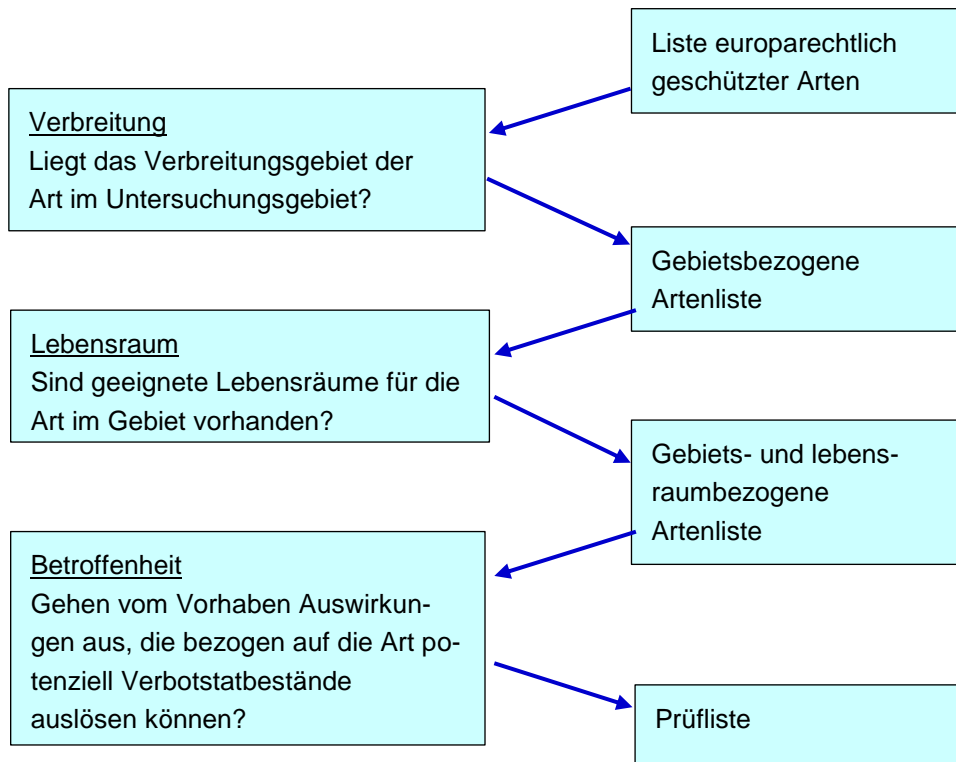 Liste europarechtlich
geschützter Arten
Verbreitung
Liegt das Verbreitungsgebiet der
Art im Untersuchungsgebiet?
Gebietsbezogene
Artenliste
Lebensraum
Sind geeignete Lebensräume für die
Art im Gebiet vorhanden?
Gebiets- und lebens-
raumbezogene
Artenliste
Betroffenheit
Gehen vom Vorhaben Auswirkun-
gen aus, die bezogen auf die Art po-
tenziell Verbotstatbestände
auslösen können?
Prüfliste